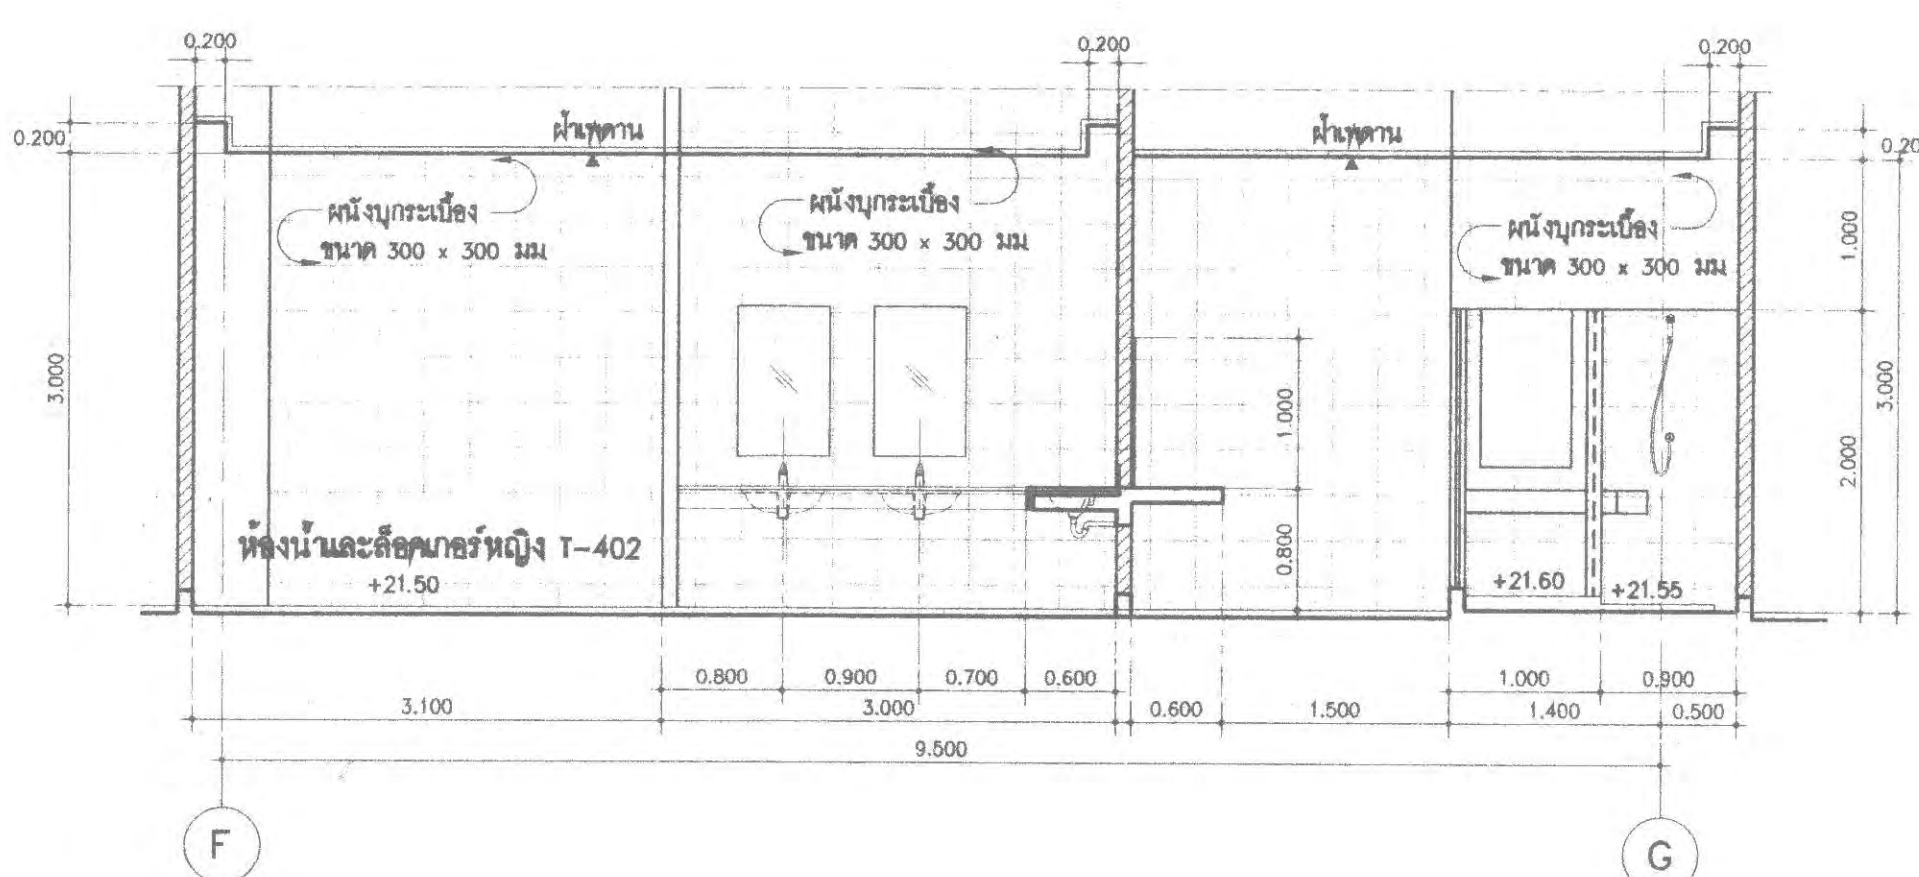 0.200
0.200
0.200
0.200
ฝ้าเพดาน
ฝ้าเพดาน
0.20
ผนังบุกระเบื้อง
ขนาด 300 x 300 มม
ผนังบุกระเบื้อง
ขนาด 300 x 300 มม
ผนังบุกระเบื้อง
ขนาด 300 x 300 มม
1.000
3.000
1.000
3.000
2.000
0.800
ห้องน้ำและล็อคเกอร์หญิง T-402
+21.50
+21.60
+21.55
0.800
0.900
0.700
0.600
1.000
0.900
3.100
3.000
0.600
1.500
1.400
0.500
9.500
F
G